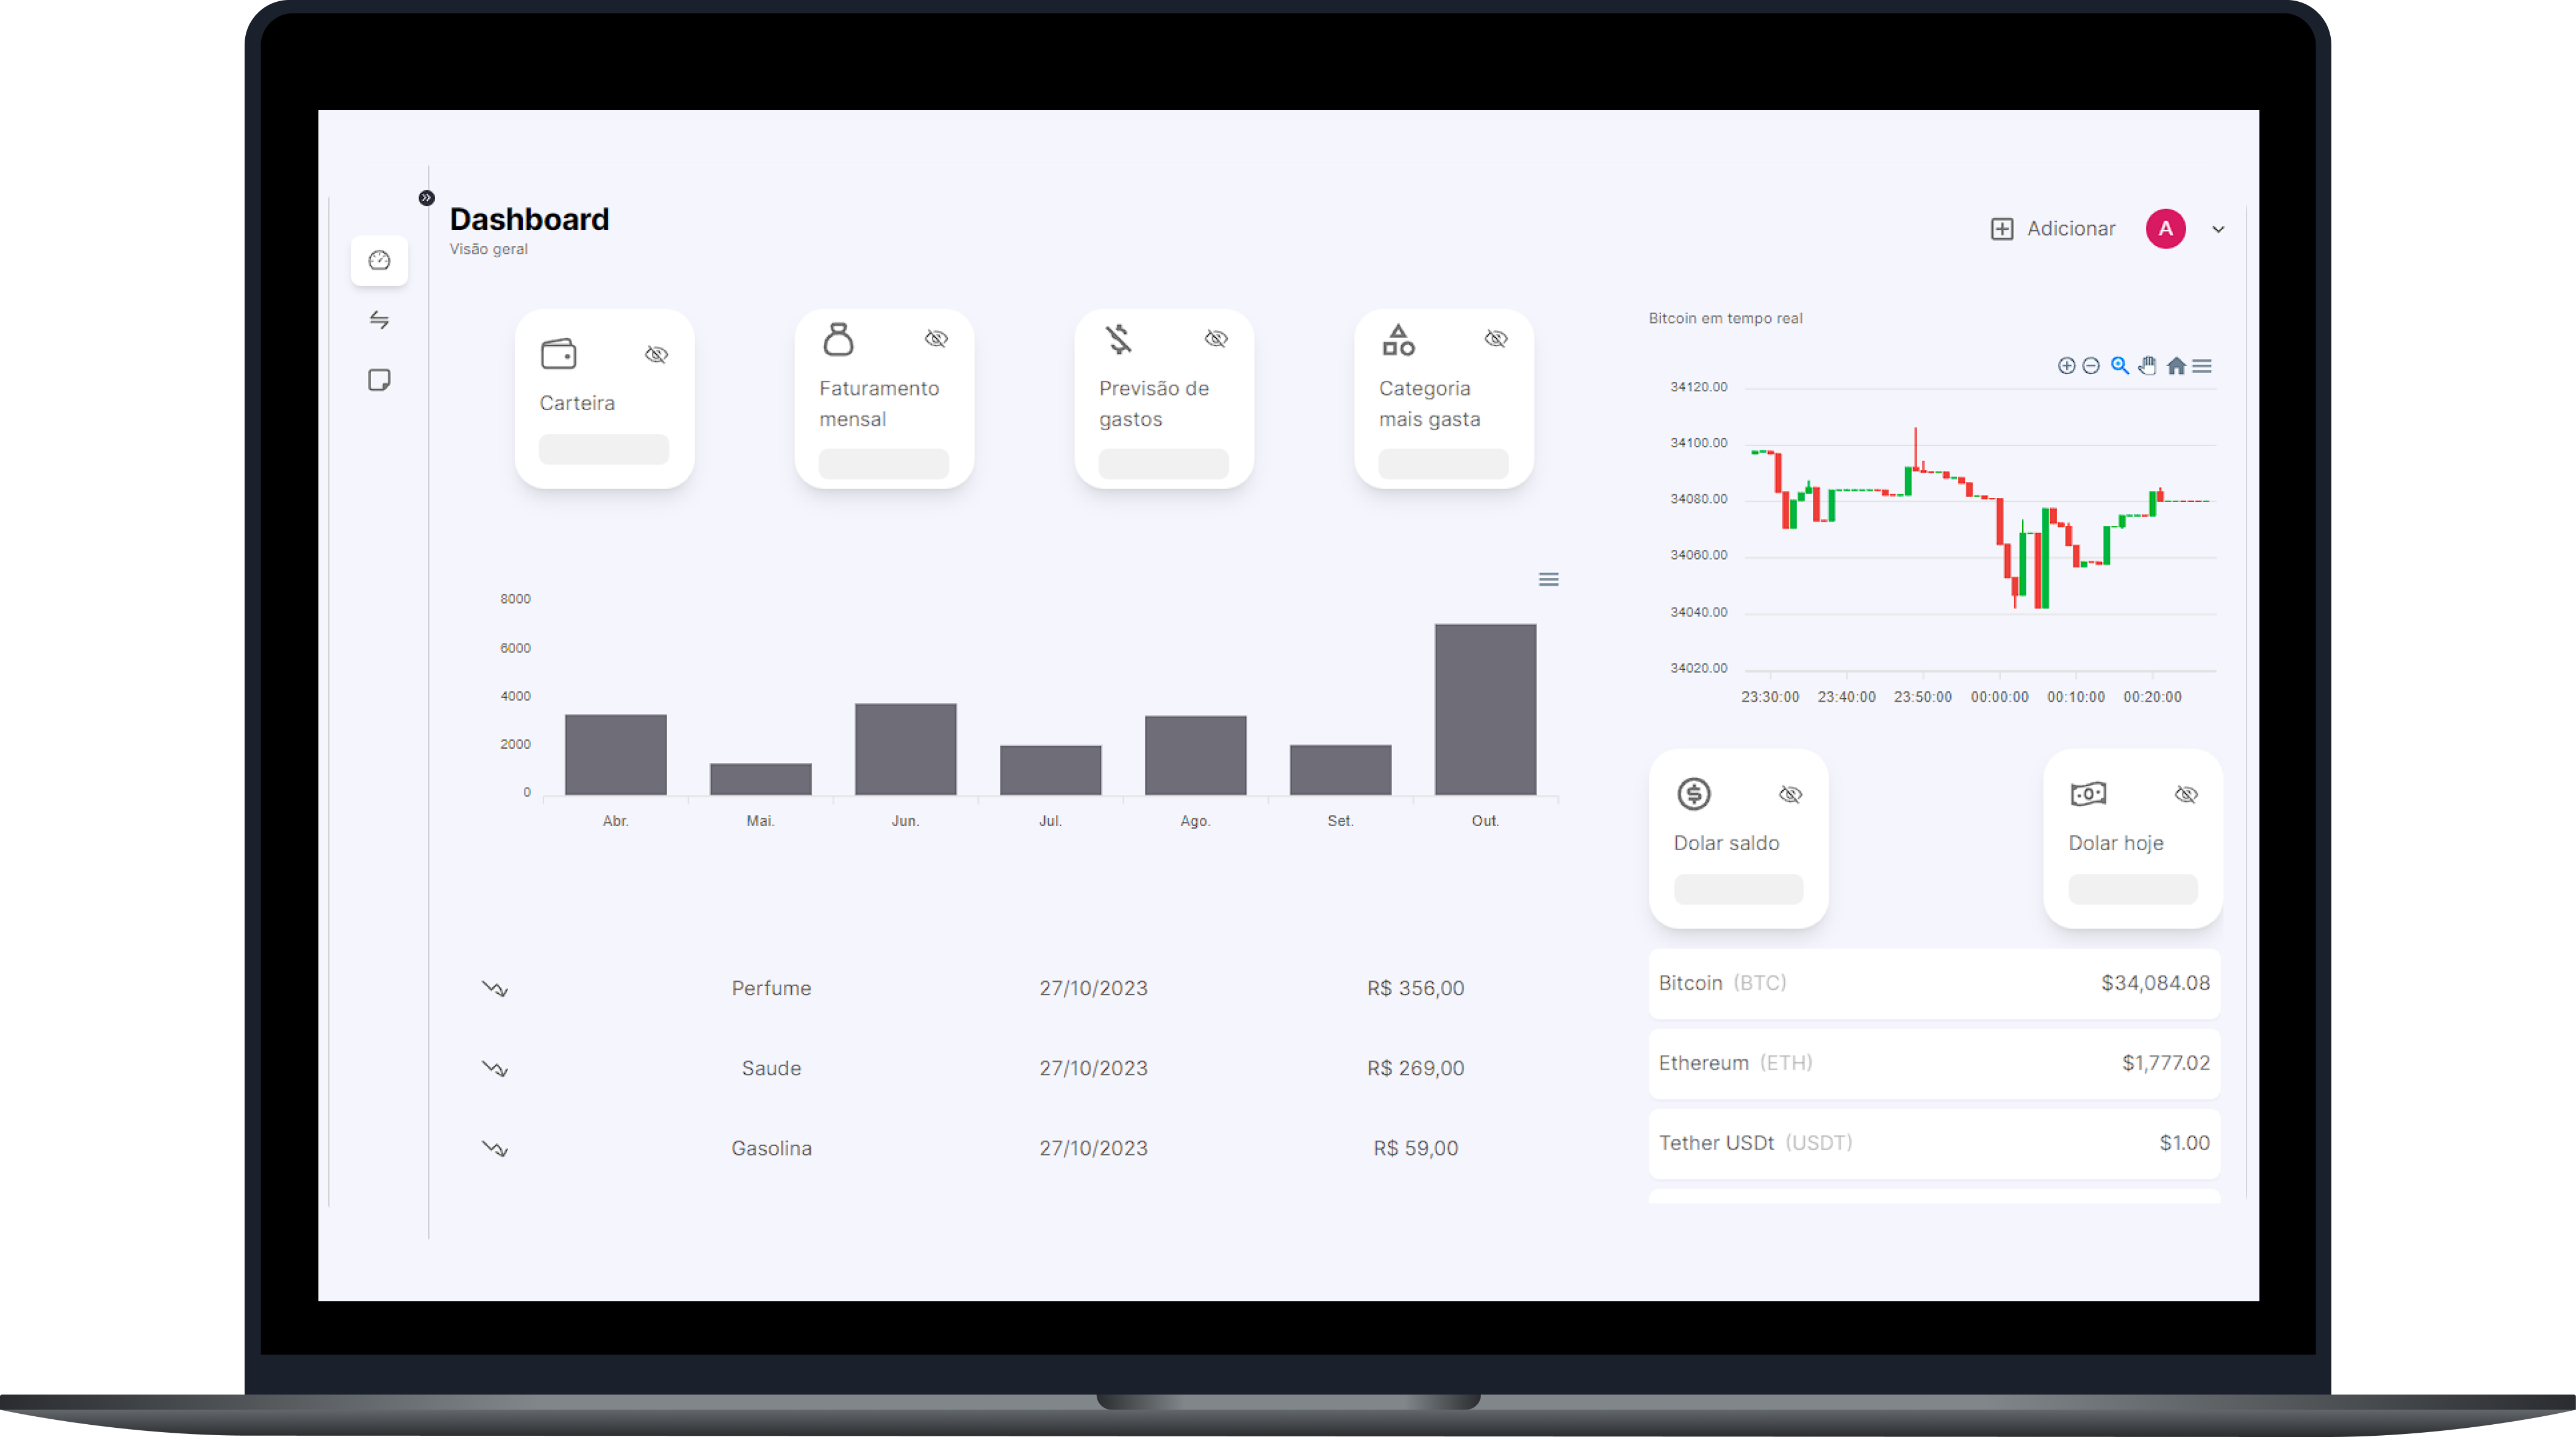 Dashboard
Visão geral
Adicionar
A
Carteira
Faturamento
mensal
Previsão de
gastos
Categoria
mais gasta
8000
6000
4000
2000
0
Abr. Mai. Jun. Jul. Ago. Set. Out.
Perfume 27/10/2023 R$ 356,00
Saude 27/10/2023 R$ 269,00
Gasolina 27/10/2023 R$ 59,00
Bitcoin em tempo real
34120.00
34100.00
34080.00
34060.00
34040.00
34020.00
23:30:00 23:40:00 23:50:00 00:00:00 00:10:00 00:20:00
Dolar saldo
Dolar hoje
Bitcoin (BTC) $34,084.08
Ethereum (ETH) $1,777.02
Tether USDt (USDT) $1.00